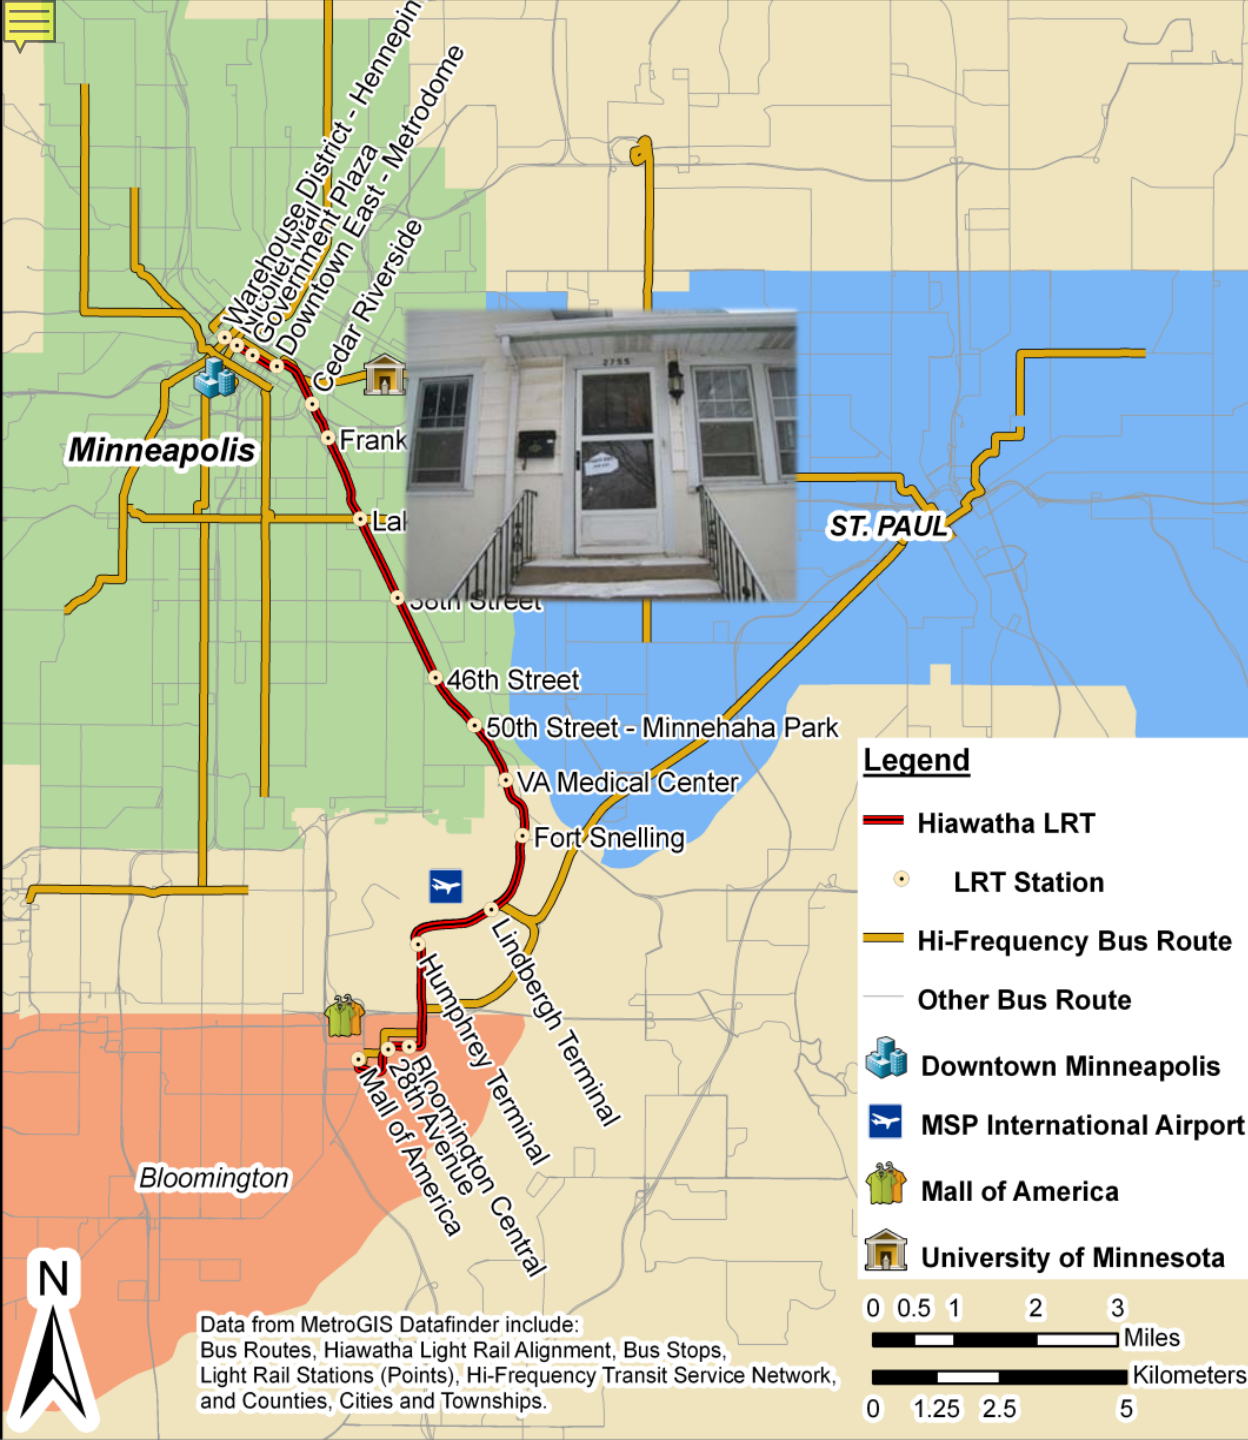 Warehouse District - Hennepin
Nicollet Mall
Government Plaza
Downtown East - Metrodome
Cedar Riverside
Minneapolis
Frank
Lak
38th Street
2755
ST. PAUL
46th Street
50th Street - Minnehaha Park
VA Medical Center
Fort Snelling
Lindbergh Terminal
Humphrey Terminal
Bloomington Central
28th Avenue
Mall of America
Bloomington
Legend
Hiawatha LRT
LRT Station
Hi-Frequency Bus Route
Other Bus Route
Downtown Minneapolis
MSP International Airport
Mall of America
University of Minnesota
N
0 0.5 1 2 3
Miles
Kilometers
0 1.25 2.5 5
Data from MetroGIS Datafinder include:
Bus Routes, Hiawatha Light Rail Alignment, Bus Stops,
Light Rail Stations (Points), Hi-Frequency Transit Service Network,
and Counties, Cities and Townships.